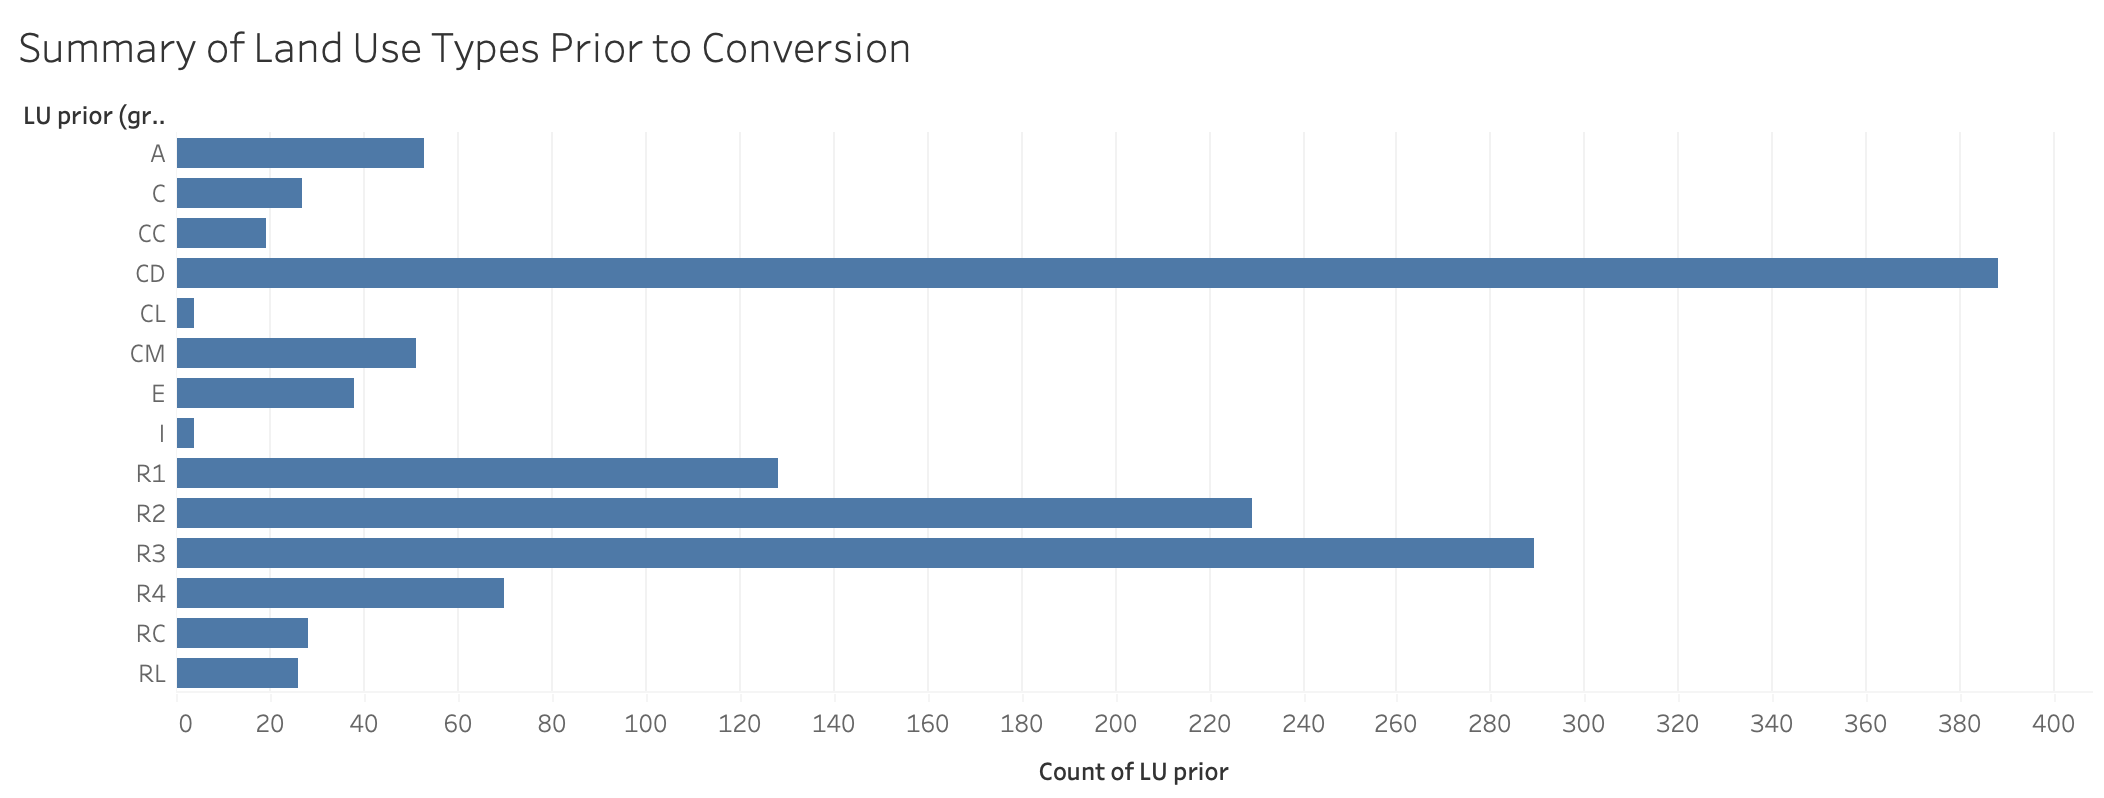 Summary of Land Use Types Prior to Conversion
LU prior (gr..
A
C
CC
CD
CL
CM
E
I
R1
R2
R3
R4
RC
RL
0 20 40 60 80 100 120 140 160 180 200 220 240 260 280 300 320 340 360 380 400
Count of LU prior